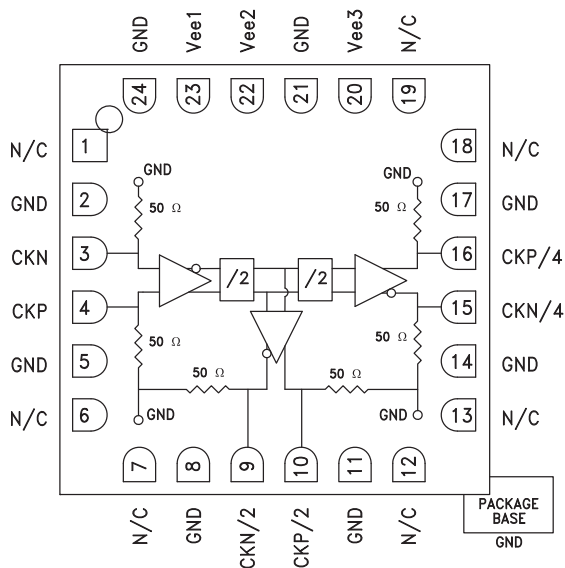 GND
Vee1
Vee2
GND
Vee3
N/C
24
23
22
21
20
19
N/C
1
18
N/C
GND
GND
GND
2
17
GND
50 Ω
50 Ω
CKN
3
16
CKP/4
/2
/2
CKP
4
15
CKN/4
50 Ω
50 Ω
GND
5
14
GND
50 Ω
50 Ω
N/C
6
GND
GND
13
N/C
7
8
9
10
11
12
N/C
GND
CKN/2
CKP/2
GND
N/C
PACKAGE
BASE
GND